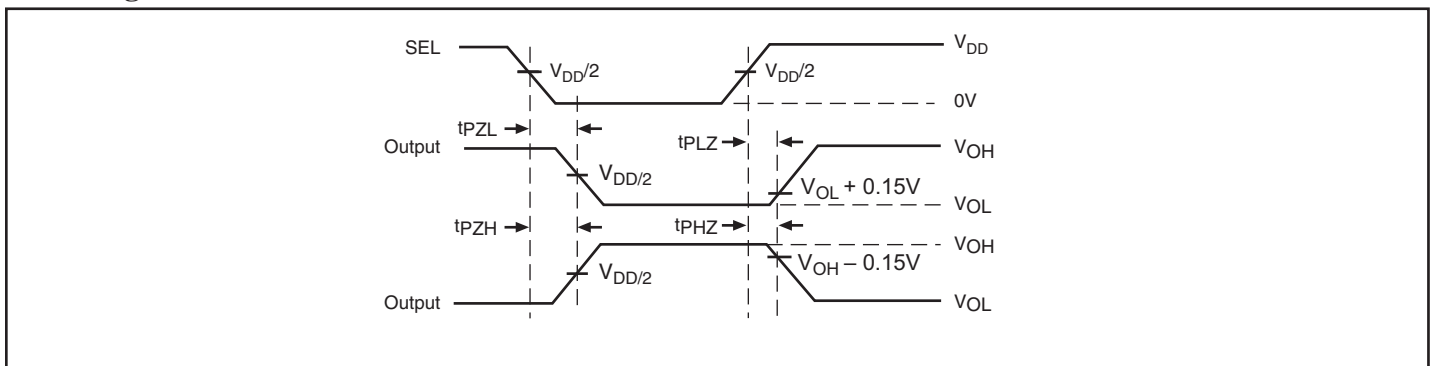 SEL
VDD/2
VDD/2
VDD
0V
tPZL
tPLZ
Output
VDD/2
VOL + 0.15V
VOH
VOL
tPZH
tPHZ
VOH
VDD/2
VOH – 0.15V
Output
VOL